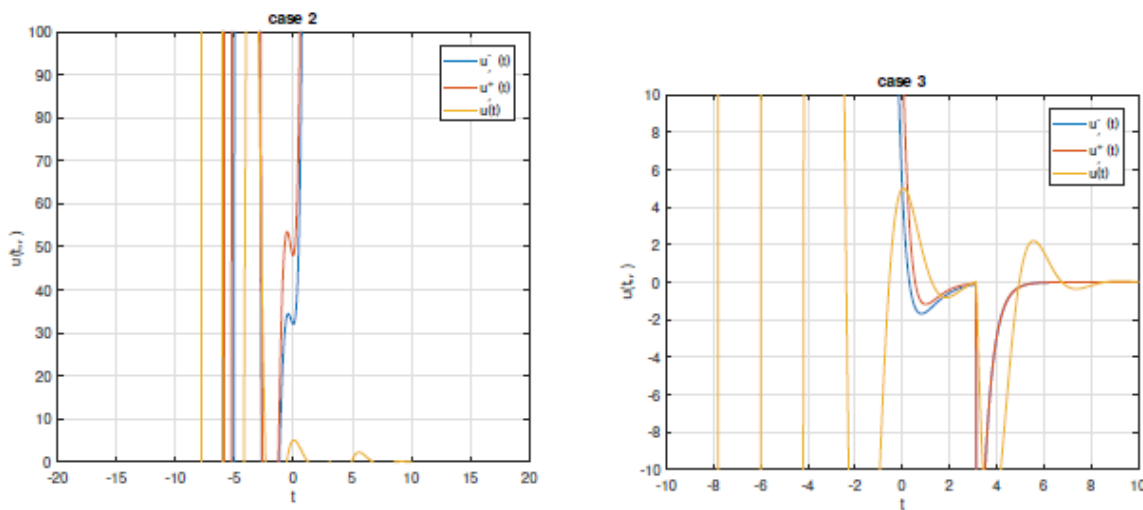 case 2
100
90
80
70
60
50
40
30
20
10
0
-20 -15 -10 -5 0 5 10 15 20
t
u(t,,)
u⁻, (t)
u⁺ (t)
u(t)
case 3
10
8
6
4
2
0
-2
-4
-6
-8
-10
-10 -8 -6 -4 -2 0 2 4 6 8 10
t
u(t,,)
u⁻, (t)
u⁺ (t)
u(t)